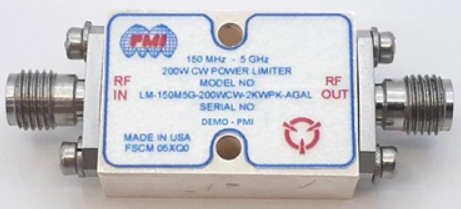 PMI
150 MHz - 5 GHz
200W CW POWER LIMITER
MODEL NO
LM-150M5G-200WCW-2KWPK-AGAL
SERIAL NO
DEMO - PMI
RF
IN
RF
OUT
MADE IN USA
FSCM 05XQ0